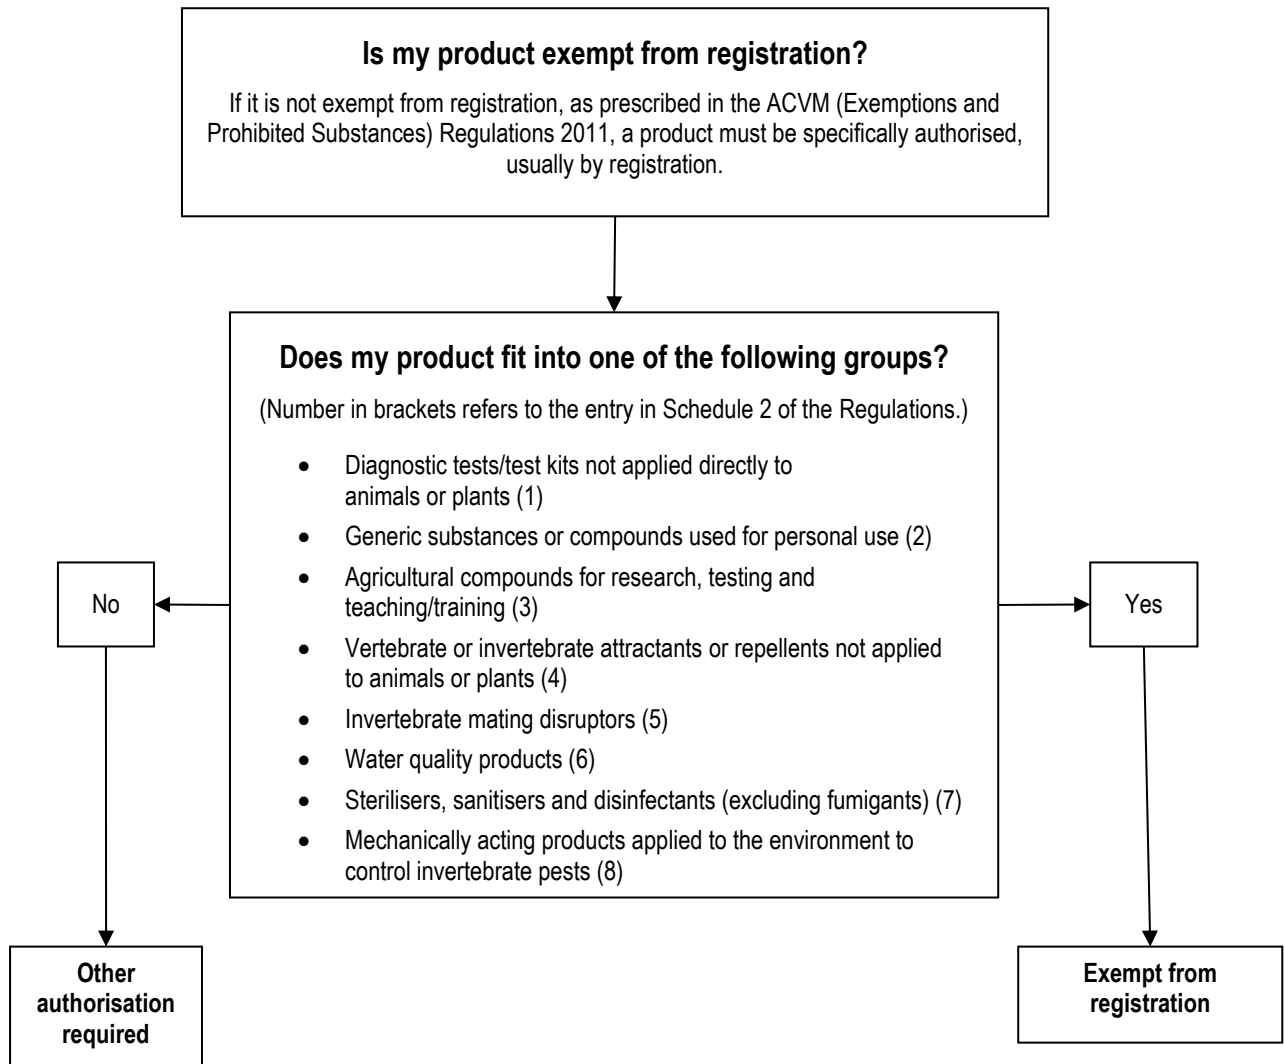 Is my product exempt from registration?
If it is not exempt from registration, as prescribed in the ACVM (Exemptions and
Prohibited Substances) Regulations 2011, a product must be specifically authorised,
usually by registration.
Does my product fit into one of the following groups?
(Number in brackets refers to the entry in Schedule 2 of the Regulations.)
• Diagnostic tests/test kits not applied directly to
animals or plants (1)
• Generic substances or compounds used for personal use (2)
• Agricultural compounds for research, testing and
teaching/training (3)
• Vertebrate or invertebrate attractants or repellents not applied
to animals or plants (4)
• Invertebrate mating disruptors (5)
• Water quality products (6)
• Sterilisers, sanitisers and disinfectants (excluding fumigants) (7)
• Mechanically acting products applied to the environment to
control invertebrate pests (8)
No
Yes
Other
authorisation
required
Exempt from
registration